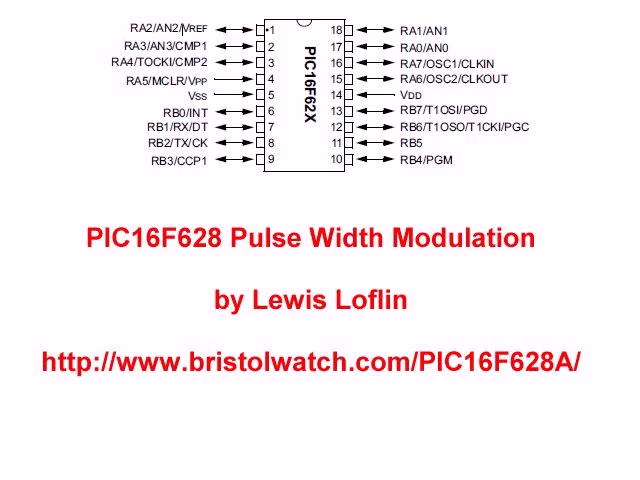 RA2/AN2/VREF 1 18 RA1/AN1
RA3/AN3/CMP1 2 17 RA0/AN0
RA4/TOCKI/CMP2 3 16 RA7/OSC1/CLKIN
RA5/MCLR/VPP 4 15 RA6/OSC2/CLKOUT
VSS 5 14 VDD
RB0/INT 6 13 RB7/T1OSI/PGD
RB1/RX/DT 7 12 RB6/T1OSO/T1CKI/PGC
RB2/TX/CK 8 11 RB5
RB3/CCP1 9 10 RB4/PGM
PIC16F62X
PIC16F628 Pulse Width Modulation
by Lewis Loflin
http://www.bristolwatch.com/PIC16F628A/